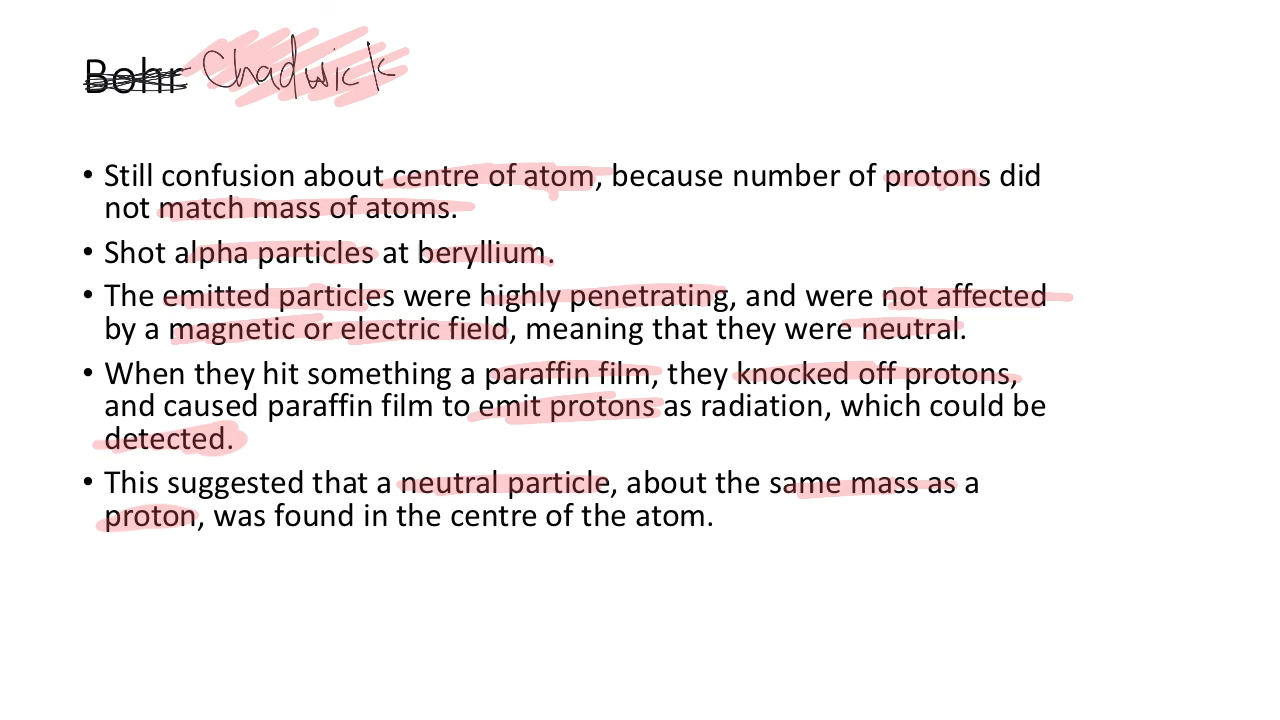 Bohr Chadwick
• Still confusion about centre of atom, because number of protons did
not match mass of atoms.
• Shot alpha particles at beryllium.
• The emitted particles were highly penetrating, and were not affected
by a magnetic or electric field, meaning that they were neutral.
• When they hit something a paraffin film, they knocked off protons,
and caused paraffin film to emit protons as radiation, which could be
detected.
• This suggested that a neutral particle, about the same mass as a
proton, was found in the centre of the atom.